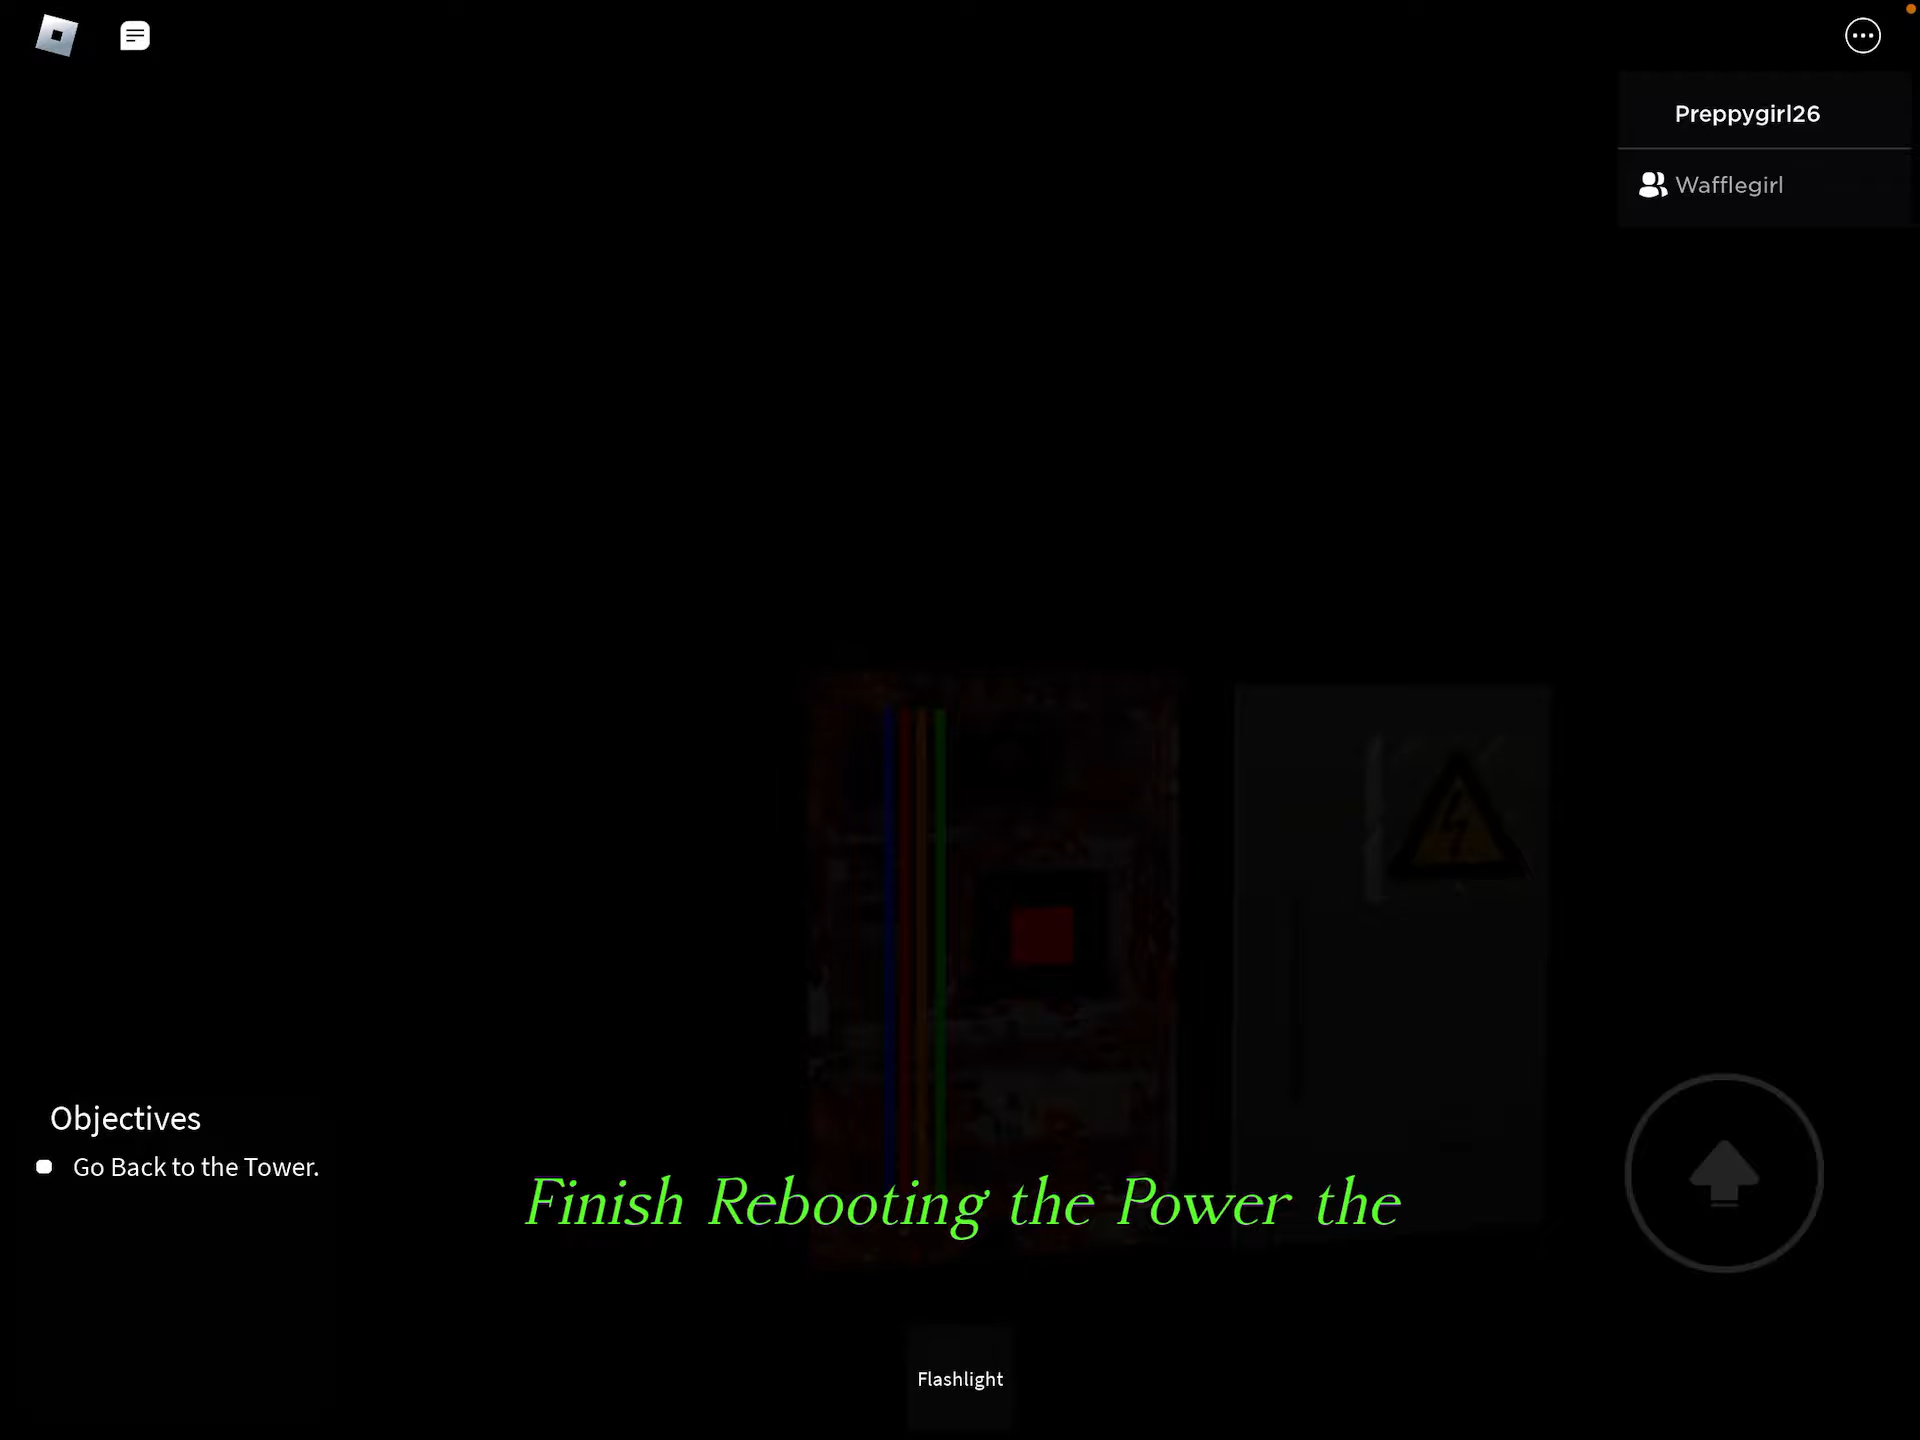 Preppygirl26
Wafflegirl
Objectives
Go Back to the Tower.
Finish Rebooting the Power the
Flashlight